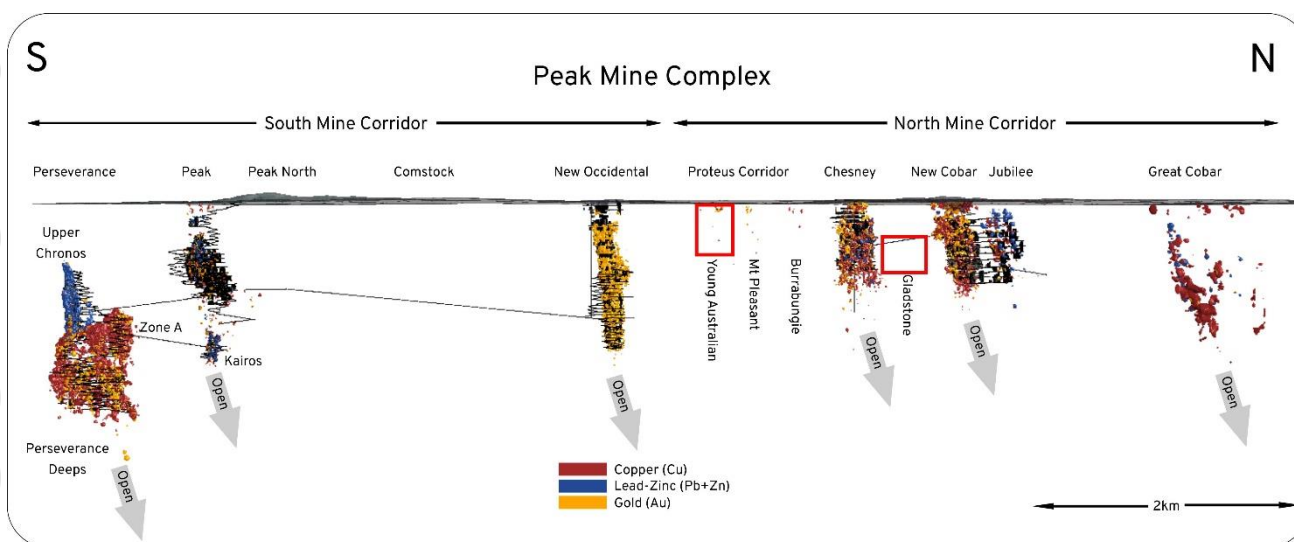 S
N
Peak Mine Complex
South Mine Corridor
North Mine Corridor
Perseverance
Peak
Peak North
Comstock
New Occidental
Proteus Corridor
Chesney
New Cobar
Jubilee
Great Cobar
Upper
Chronos
Zone A
Kairos
Young Australian
Mt Pleasant
Burrabungie
Gladstone
Open
Open
Open
Open
Open
Open
Perseverance
Deeps
Copper (Cu)
Lead-Zinc (Pb+Zn)
Gold (Au)
2km